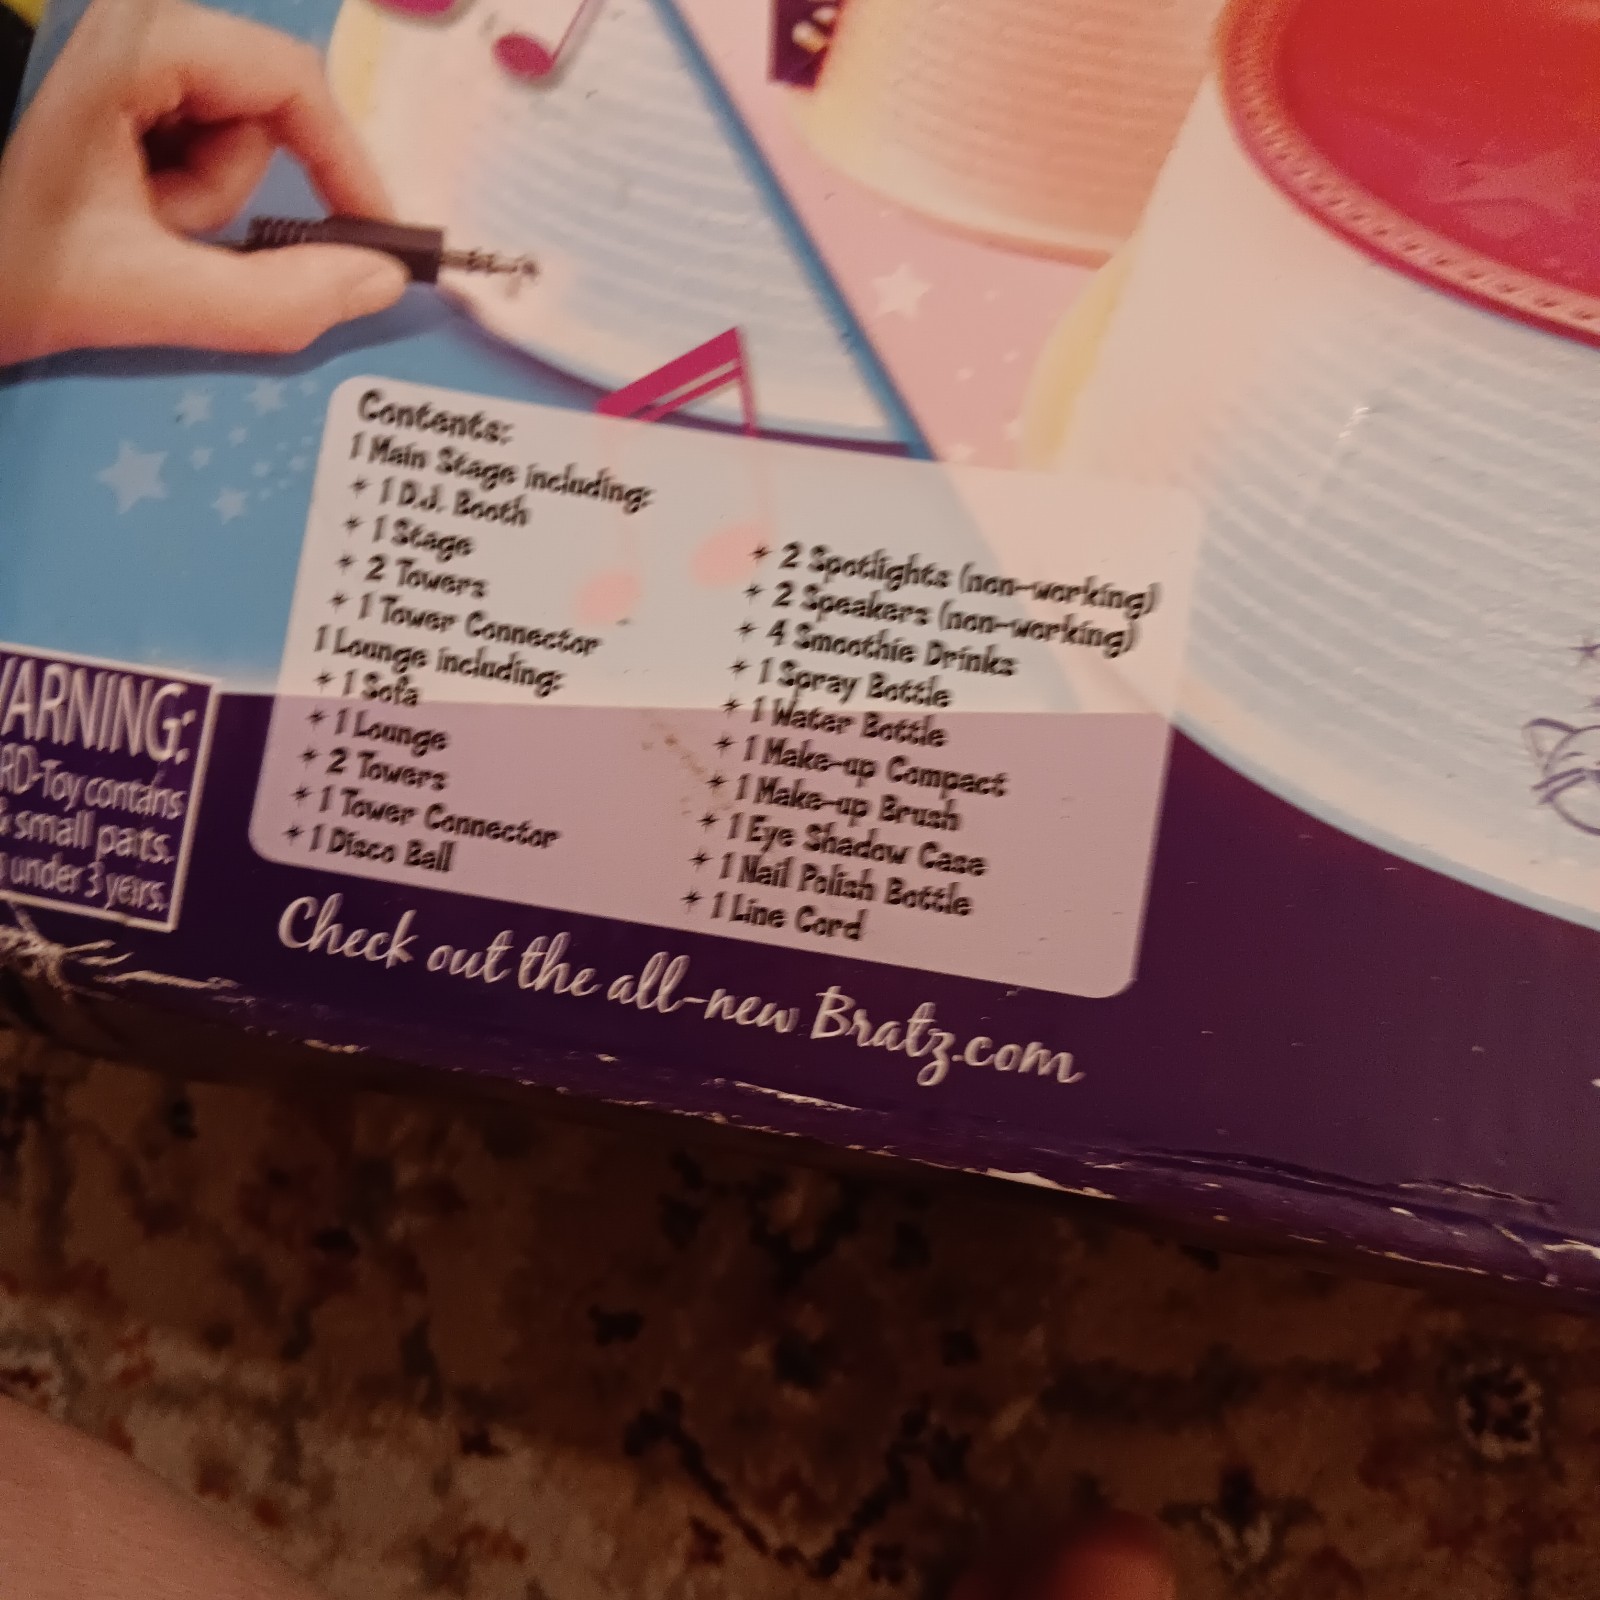 Contents:
1 Main Stage including:
* 1 D.J. Booth
* 1 Stage
* 2 Towers
* 1 Tower Connector
1 Lounge including:
* 1 Sofa
* 1 Lounge
* 2 Towers
* 1 Tower Connector
* 1 Disco Ball
* 2 Spotlights (non-working)
* 2 Speakers (non-working)
* 4 Smoothie Drinks
* 1 Spray Bottle
* 1 Water Bottle
* 1 Make-up Compact
* 1 Make-up Brush
* 1 Eye Shadow Case
* 1 Nail Polish Bottle
* 1 Line Cord
WARNING:
-Toy contains
small parts.
under 3 years.
Check out the all-new Bratz.com